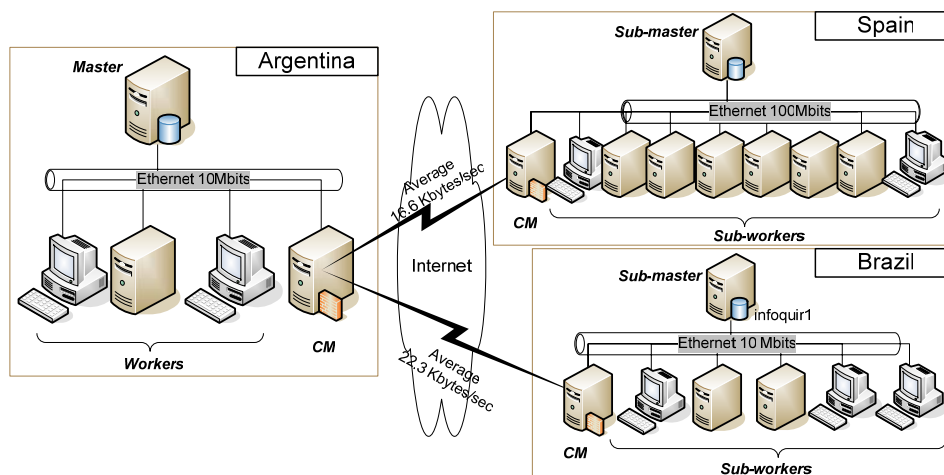 Argentina
Master
Ethernet 10Mbits
Workers
CM
Average
16.6 Kbytes/sec
Internet
Average
22.3 Kbytes/sec
Spain
Sub-master
Ethernet 100Mbits
CM
Sub-workers
Brazil
Sub-master
infoquir1
Ethernet 10 Mbits
CM
Sub-workers